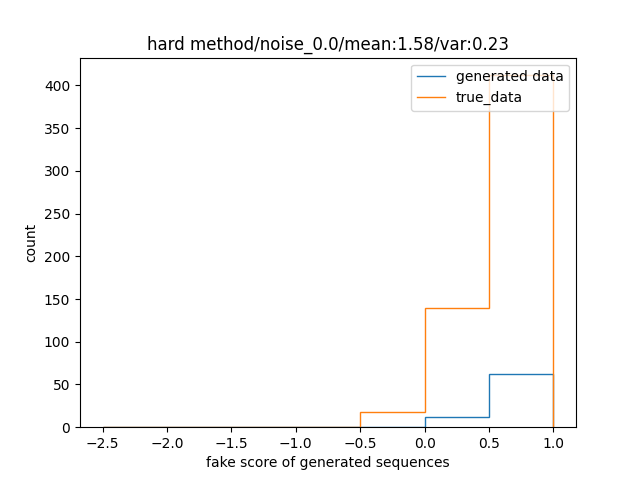 hard method/noise_0.0/mean:1.58/var:0.23
generated data
true_data
400
350
300
250
200
150
100
50
0
count
−2.5 −2.0 −1.5 −1.0 −0.5 0.0 0.5 1.0
fake score of generated sequences